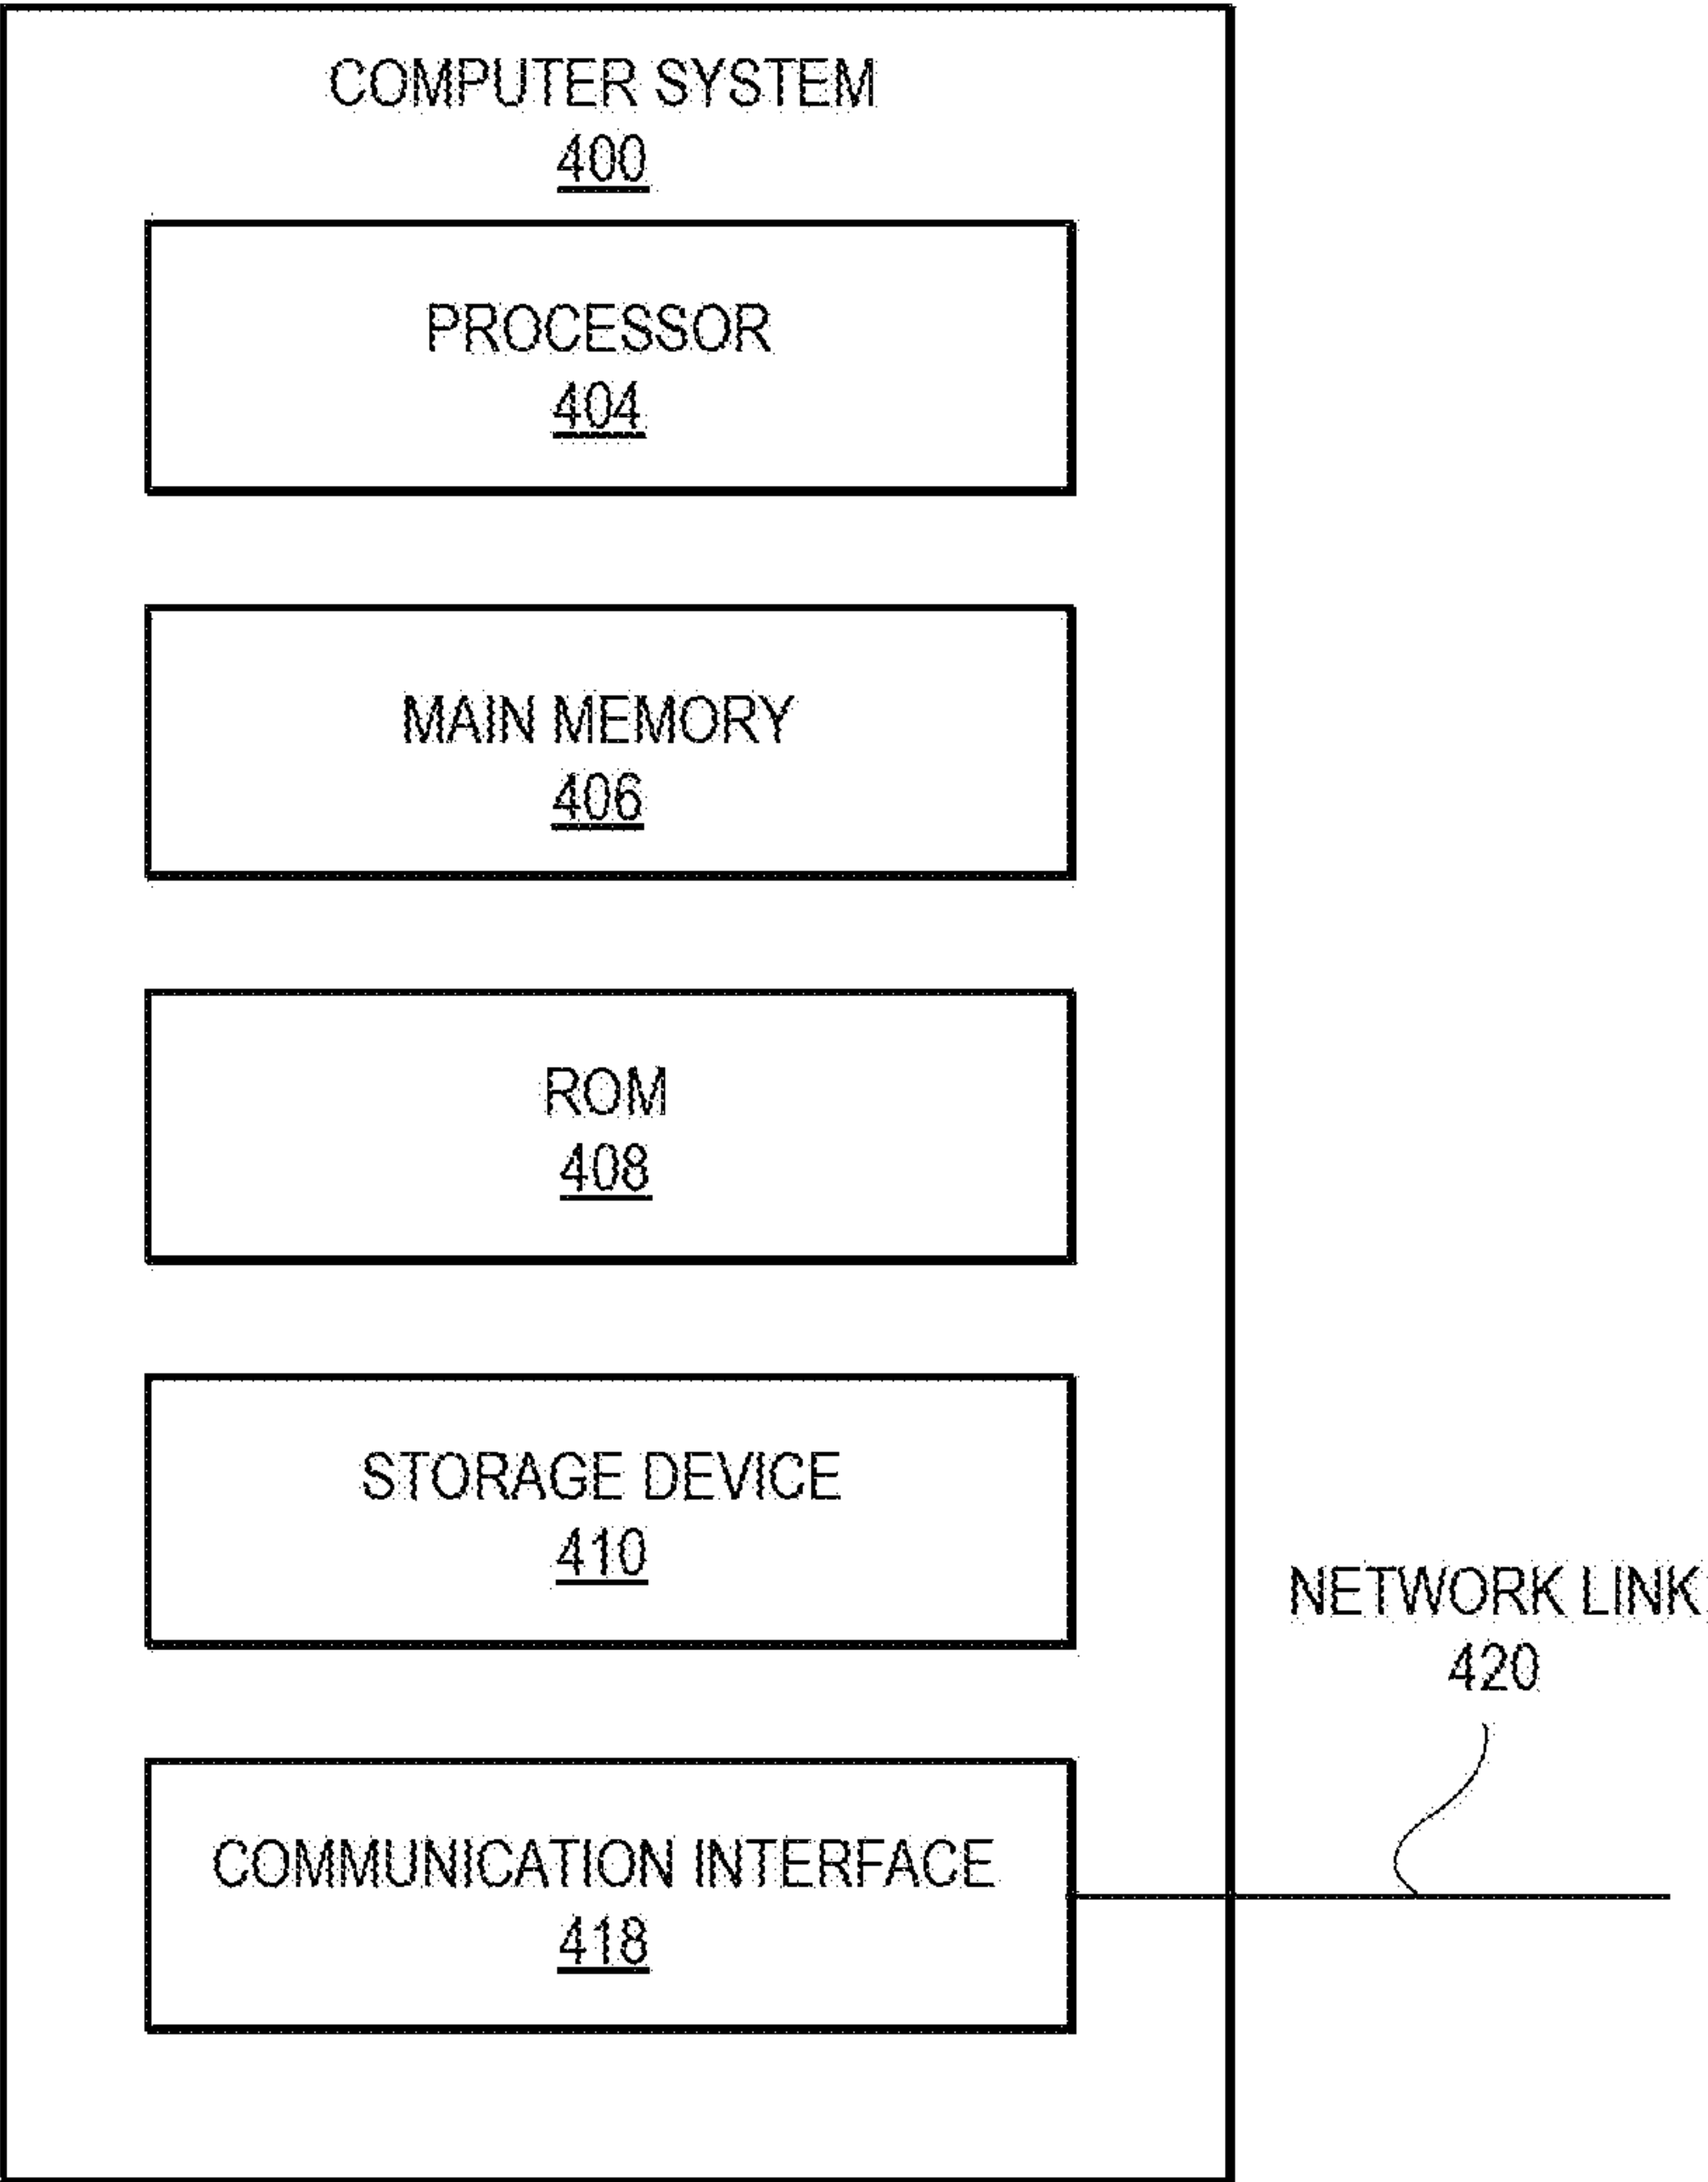 COMPUTER SYSTEM
400
PROCESSOR
404
MAIN MEMORY
406
ROM
408
STORAGE DEVICE
410
NETWORK LINK
420
COMMUNICATION INTERFACE
418